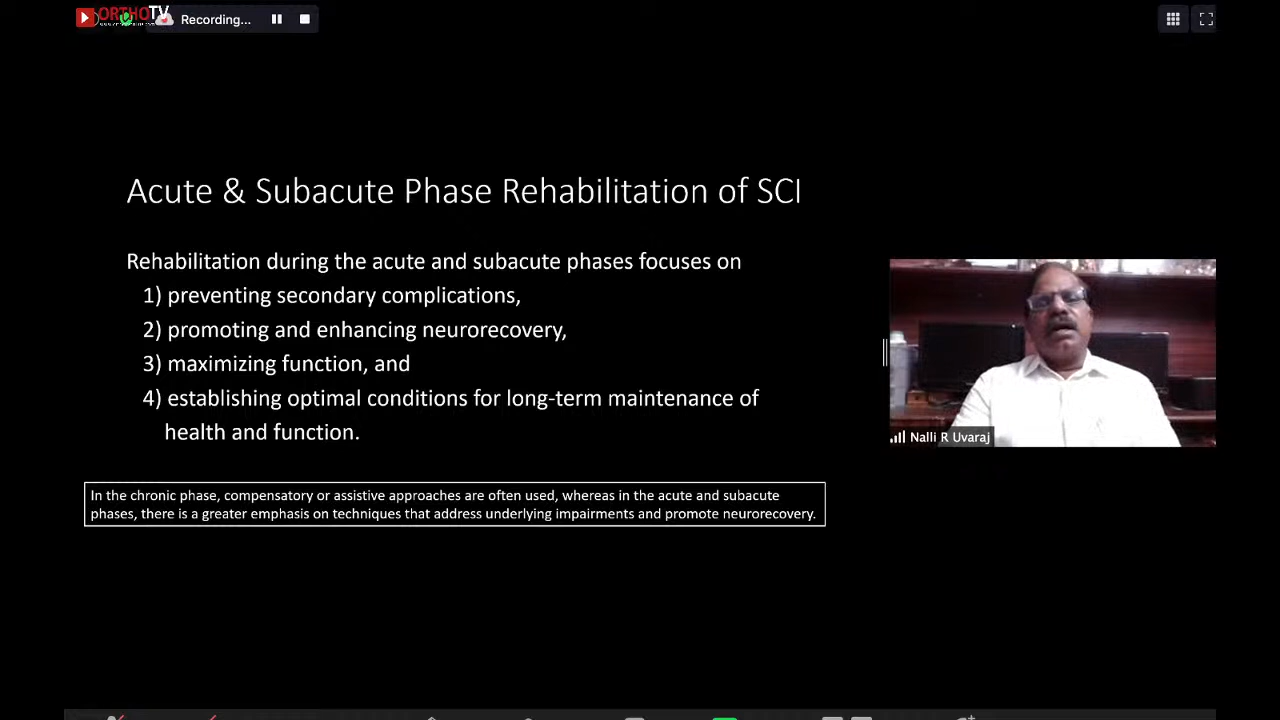 ORTHOTV
Recording...
Acute & Subacute Phase Rehabilitation of SCI
Rehabilitation during the acute and subacute phases focuses on
1) preventing secondary complications,
2) promoting and enhancing neurorecovery,
3) maximizing function, and
4) establishing optimal conditions for long-term maintenance of
health and function.
Nalli R Uvaraj
In the chronic phase, compensatory or assistive approaches are often used, whereas in the acute and subacute
phases, there is a greater emphasis on techniques that address underlying impairments and promote neurorecovery.